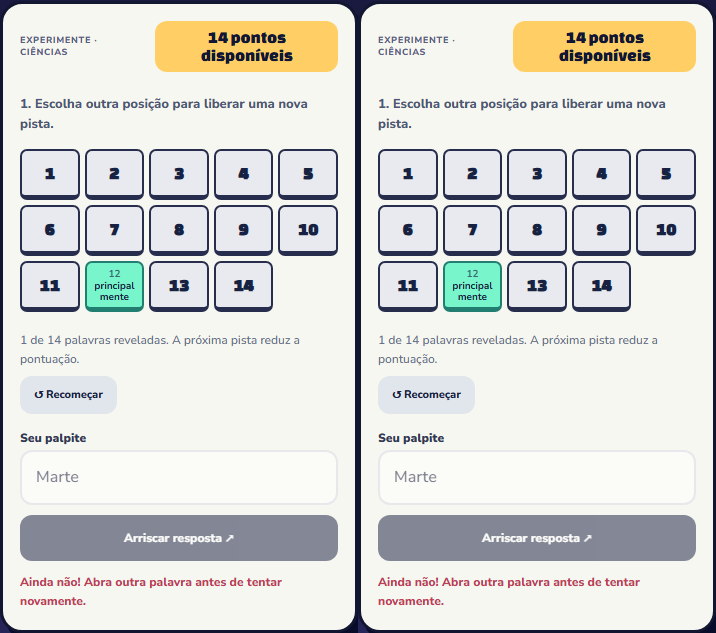 EXPERIMENTE ·
CIÊNCIAS
14 pontos
disponíveis
1. Escolha outra posição para liberar uma nova
pista.
1 2 3 4 5
6 7 8 9 10
11 12 principal mente 13 14
1 de 14 palavras reveladas. A próxima pista reduz a
pontuação.
↺ Recomeçar
Seu palpite
Marte
Arriscar resposta ↗
Ainda não! Abra outra palavra antes de tentar
novamente.
EXPERIMENTE ·
CIÊNCIAS
14 pontos
disponíveis
1. Escolha outra posição para liberar uma nova
pista.
1 2 3 4 5
6 7 8 9 10
11 12 principal mente 13 14
1 de 14 palavras reveladas. A próxima pista reduz a
pontuação.
↺ Recomeçar
Seu palpite
Marte
Arriscar resposta ↗
Ainda não! Abra outra palavra antes de tentar
novamente.